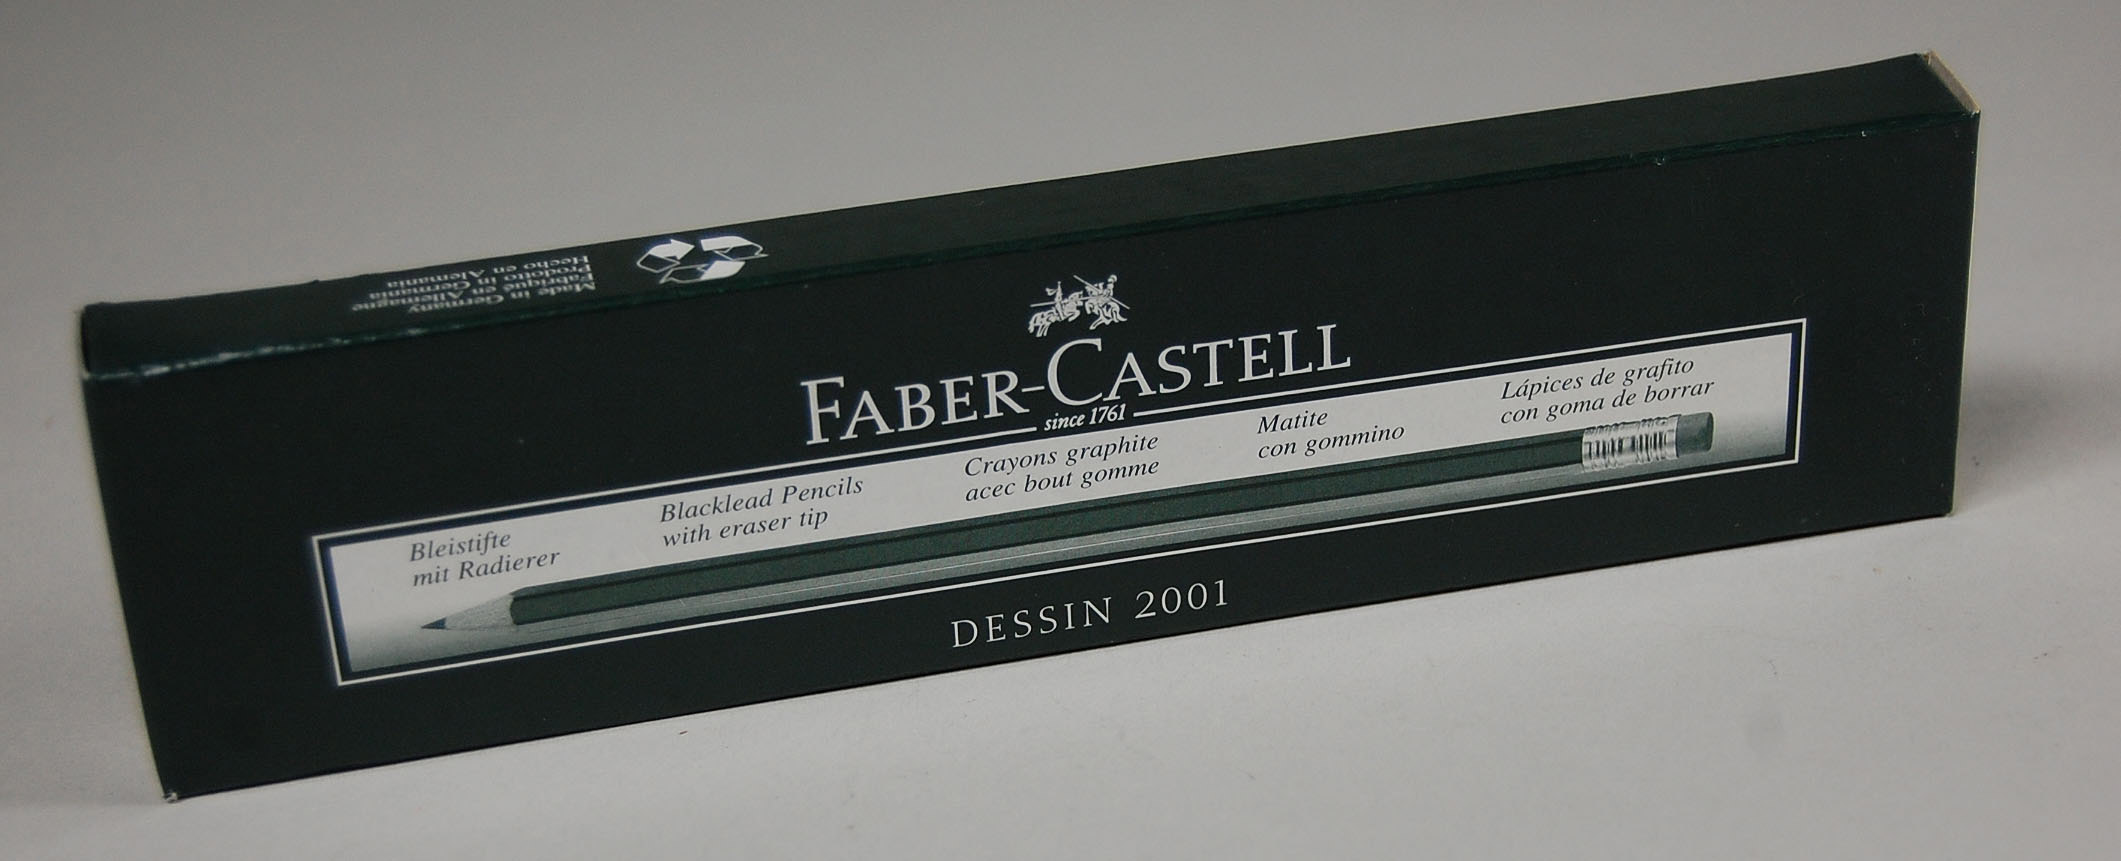 Made in Germany
Fabriqué en Allemagne
Prodotto in Germania
Hecho en Alemania
FABER-CASTELL
since 1761
Bleistifte
mit Radierer
Blacklead Pencils
with eraser tip
Crayons graphite
acec bout gomme
Matite
con gommino
Lápices de grafito
con goma de borrar
DESSIN 2001